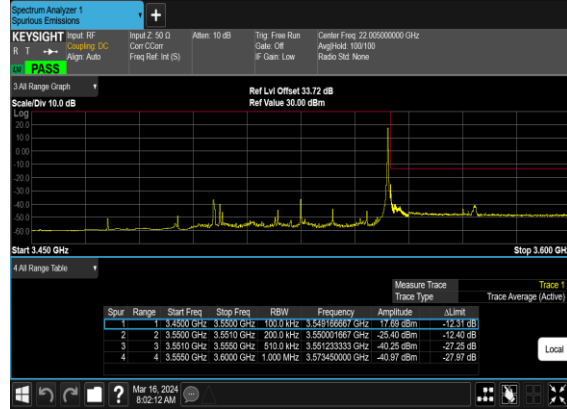 Spectrum Analyzer 1
Spurious Emissions
+
KEYSIGHT Input: RF Input Z: 50 Ω Atten: 10 dB Trig: Free Run Center Freq: 22.005000000 GHz
R T Coupling: DC Corr CCorr Gate: Off Avg|Hold: 100/100
Align: Auto Freq Ref: Int (S) IF Gain: Low Radio Std: None
PASS
3 All Range Graph
Ref Lvl Offset 33.72 dB
Scale/Div 10.0 dB Ref Value 30.00 dBm
Log
20.0
10.0
0.00
-10.0
-20.0
-30.0
-40.0
-50.0
-60.0
Start 3.450 GHz Stop 3.600 GHz
4 All Range Table
Measure Trace Trace 1
Trace Type Trace Average (Active)
Spur Range Start Freq Stop Freq RBW Frequency Amplitude ΔLimit
1 1 3.4500 GHz 3.5500 GHz 100.0 kHz 3.549166667 GHz 17.69 dBm -12.31 dB
2 2 3.5500 GHz 3.5510 GHz 200.0 kHz 3.550001667 GHz -25.40 dBm -12.40 dB
3 3 3.5510 GHz 3.5550 GHz 510.0 kHz 3.551233333 GHz -40.25 dBm -27.25 dB
4 4 3.5550 GHz 3.6000 GHz 1.000 MHz 3.573450000 GHz -40.97 dBm -27.97 dB
Local
? Mar 16, 2024
8:02:12 AM